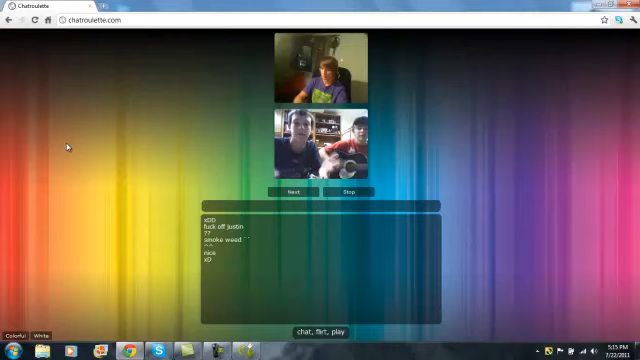 Chatroulette
chatroulette.com
Next
Stop
xDD
fuck off Justin
??
smoke weed ^^
^^
nice
xD
chat, flirt, play
Colorful
White
5:15 PM
7/22/2011